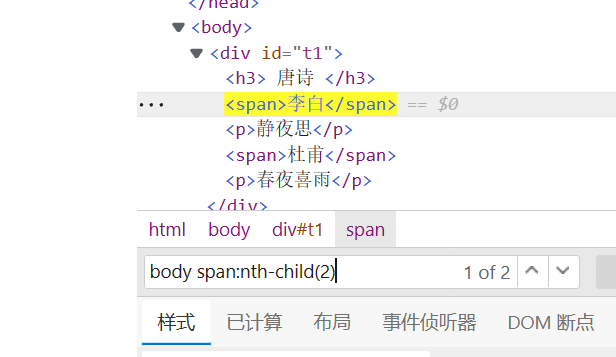 </head>
<body>
<div id="t1">
<h3> 唐诗 </h3>
<span>李白</span> == $0
<p>静夜思</p>
<span>杜甫</span>
<p>春夜喜雨</p>
</div>
html body div#t1 span
body span:nth-child(2) 1 of 2
样式 已计算 布局 事件侦听器 DOM 断点